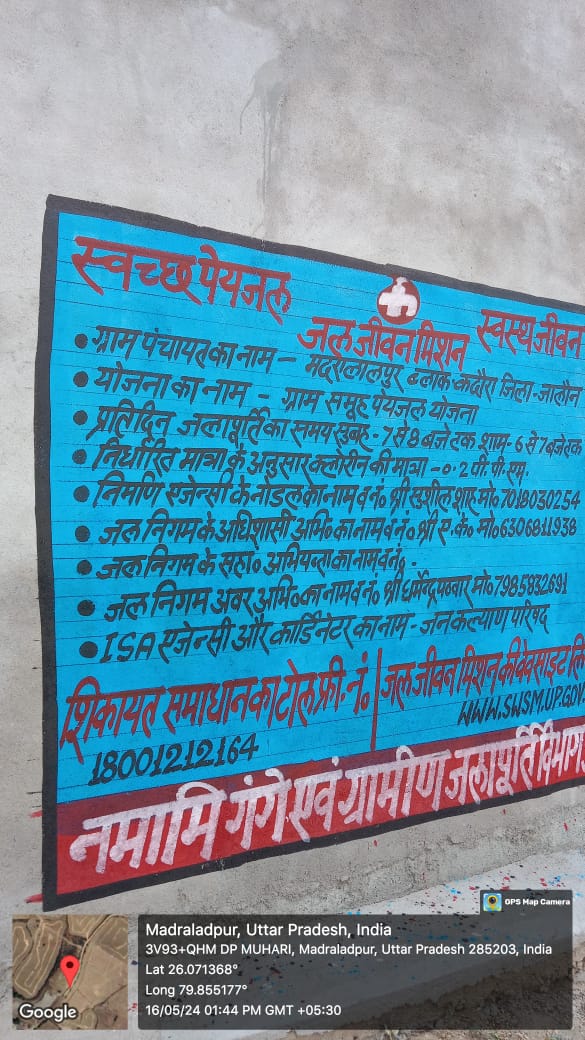 स्वच्छ पेयजल
स्वस्थ जीवन
जल जीवन मिशन
ग्राम पंचायत का नाम - मदरालालपुर ब्लाक-कदौरा जिला-जालौन
योजना का नाम - ग्राम समूह पेयजल योजना
प्रतिदिन जलापूर्ति का समय सुबह-7 से 8 बजे तक शाम-6 से 7 बजे तक
निर्धारित मात्रा के अनुसार क्लोरीन की मात्रा -०.2 पी.पी.एम.
निर्माण एजेन्सी के नोडल का नाम व नं० श्री सुशील शाह मो० 7018030254
जल निगम के अधिशासी अभि० का नाम व नं० श्री ए.के० मो० 6306811938
जल निगम के सहा० अभियन्ता का नाम व नं० -
जल निगम अवर अभि० का नाम व नं० श्री धर्मेन्द्र पंवार मो० 7985832691
ISA एजेन्सी और कार्डिनेटर का नाम - जन कल्याण परिषद
शिकायत समाधान का टोल फ्री. नं०
18001212164
जल जीवन मिशन की वेबसाइट लि
WWW.SWSM.UP.GOV
नमामि गंगे एवं ग्रामीण जलापूर्ति विभाग
GPS Map Camera
Madraladpur, Uttar Pradesh, India
3V93+QHM DP MUHARI, Madraladpur, Uttar Pradesh 285203, India
Lat 26.071368°
Long 79.855177°
16/05/24 01:44 PM GMT +05:30
Google